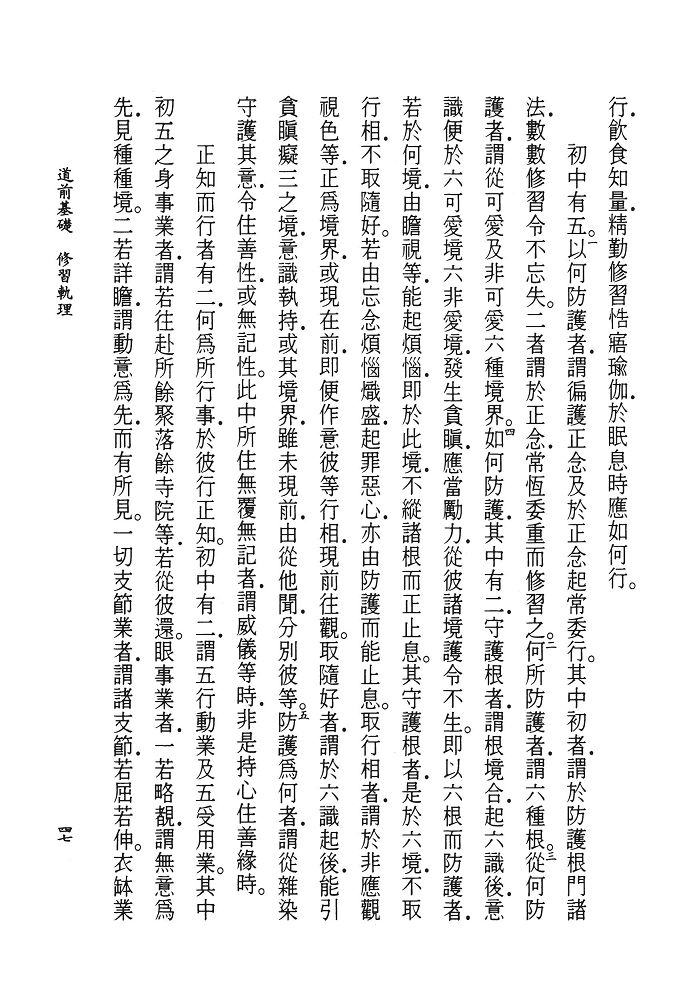 行．飲食知量．精勤修習悎寤瑜伽．於眠息時應如何行。
初中有五。一以何防護者．謂徧護正念及於正念起常委行。其中初者．謂於防護根門諸
法．數數修習令不忘失。二者謂於正念．常恆委重而修習之。二何所防護者．謂六種根。三從何防
護者．謂從可愛及非可愛六種境界。四如何防護．其中有二．守護根者．謂根境合．起六識後．意
識便於六可愛境六非愛境．發生貪瞋．應當勵力．從彼諸境護令不生。即以六根而防護者．
若於何境．由瞻視等．能起煩惱．即於此境．不縱諸根而正止息。其守護根者．是於六境．不取
行相．不取隨好。若由忘念煩惱熾盛．起罪惡心．亦由防護而能止息。取行相者．謂於非應觀
視色等．正爲境界．或現在前．即便作意彼等行相．現前往觀。取隨好者．謂於六識起後．能引
貪瞋癡三之境．意識執持．或其境界．雖未現前．由從他聞．分別彼等。五防護爲何者．謂從雜染
守護其意．令住善性．或無記性。此中所住無覆無記者．謂威儀等時．非是持心住善緣時。
正知而行者有二．何爲所行事．於彼行正知。初中有二．謂五行動業及五受用業。其中
初五之身事業者．謂若往赴所餘聚落餘寺院等．若從彼還。眼事業者．一若略覩．謂無意爲
先．見種種境。二若詳瞻．謂動意爲先．而有所見。一切支節業者．謂諸支節．若屈若伸。衣缽業
道前基礎　修習軌理
四七